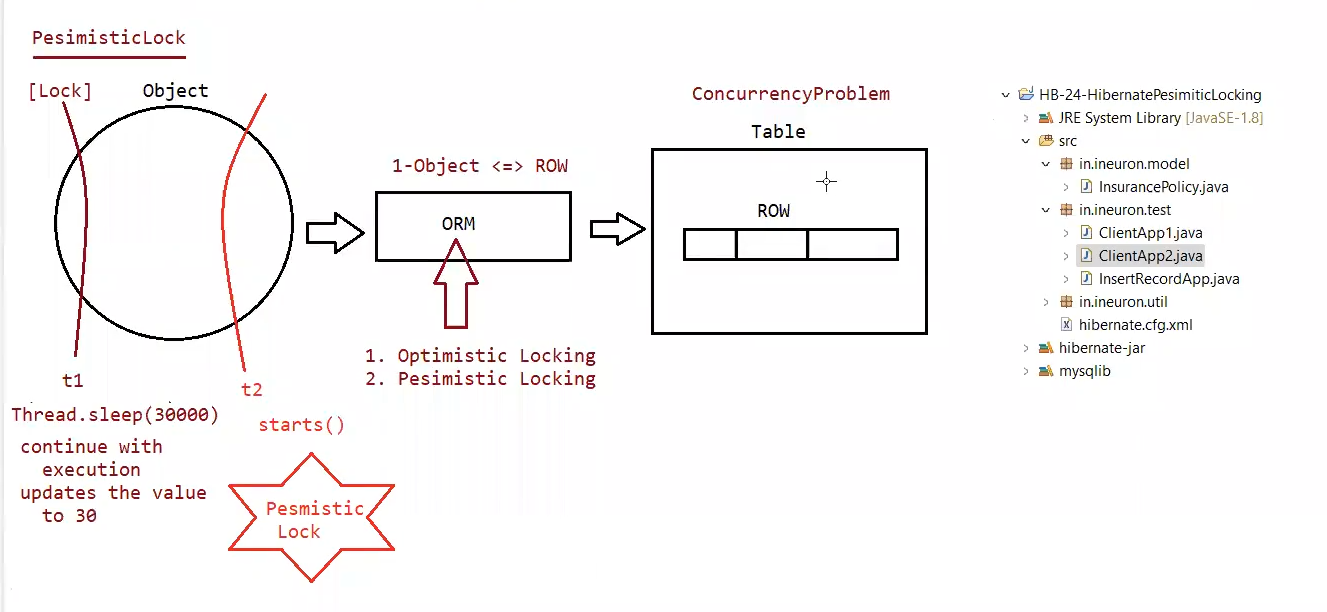 PesimisticLock
[Lock]
Object
t1
t2
Thread.sleep(30000)
continue with
execution
updates the value
to 30
starts()
Pesmistic
Lock
1-Object <=> ROW
ORM
1. Optimistic Locking
2. Pesimistic Locking
ConcurrencyProblem
Table
ROW
HB-24-HibernatePesimiticLocking
JRE System Library [JavaSE-1.8]
src
in.ineuron.model
InsurancePolicy.java
in.ineuron.test
ClientApp1.java
ClientApp2.java
InsertRecordApp.java
in.ineuron.util
hibernate.cfg.xml
hibernate-jar
mysqlib